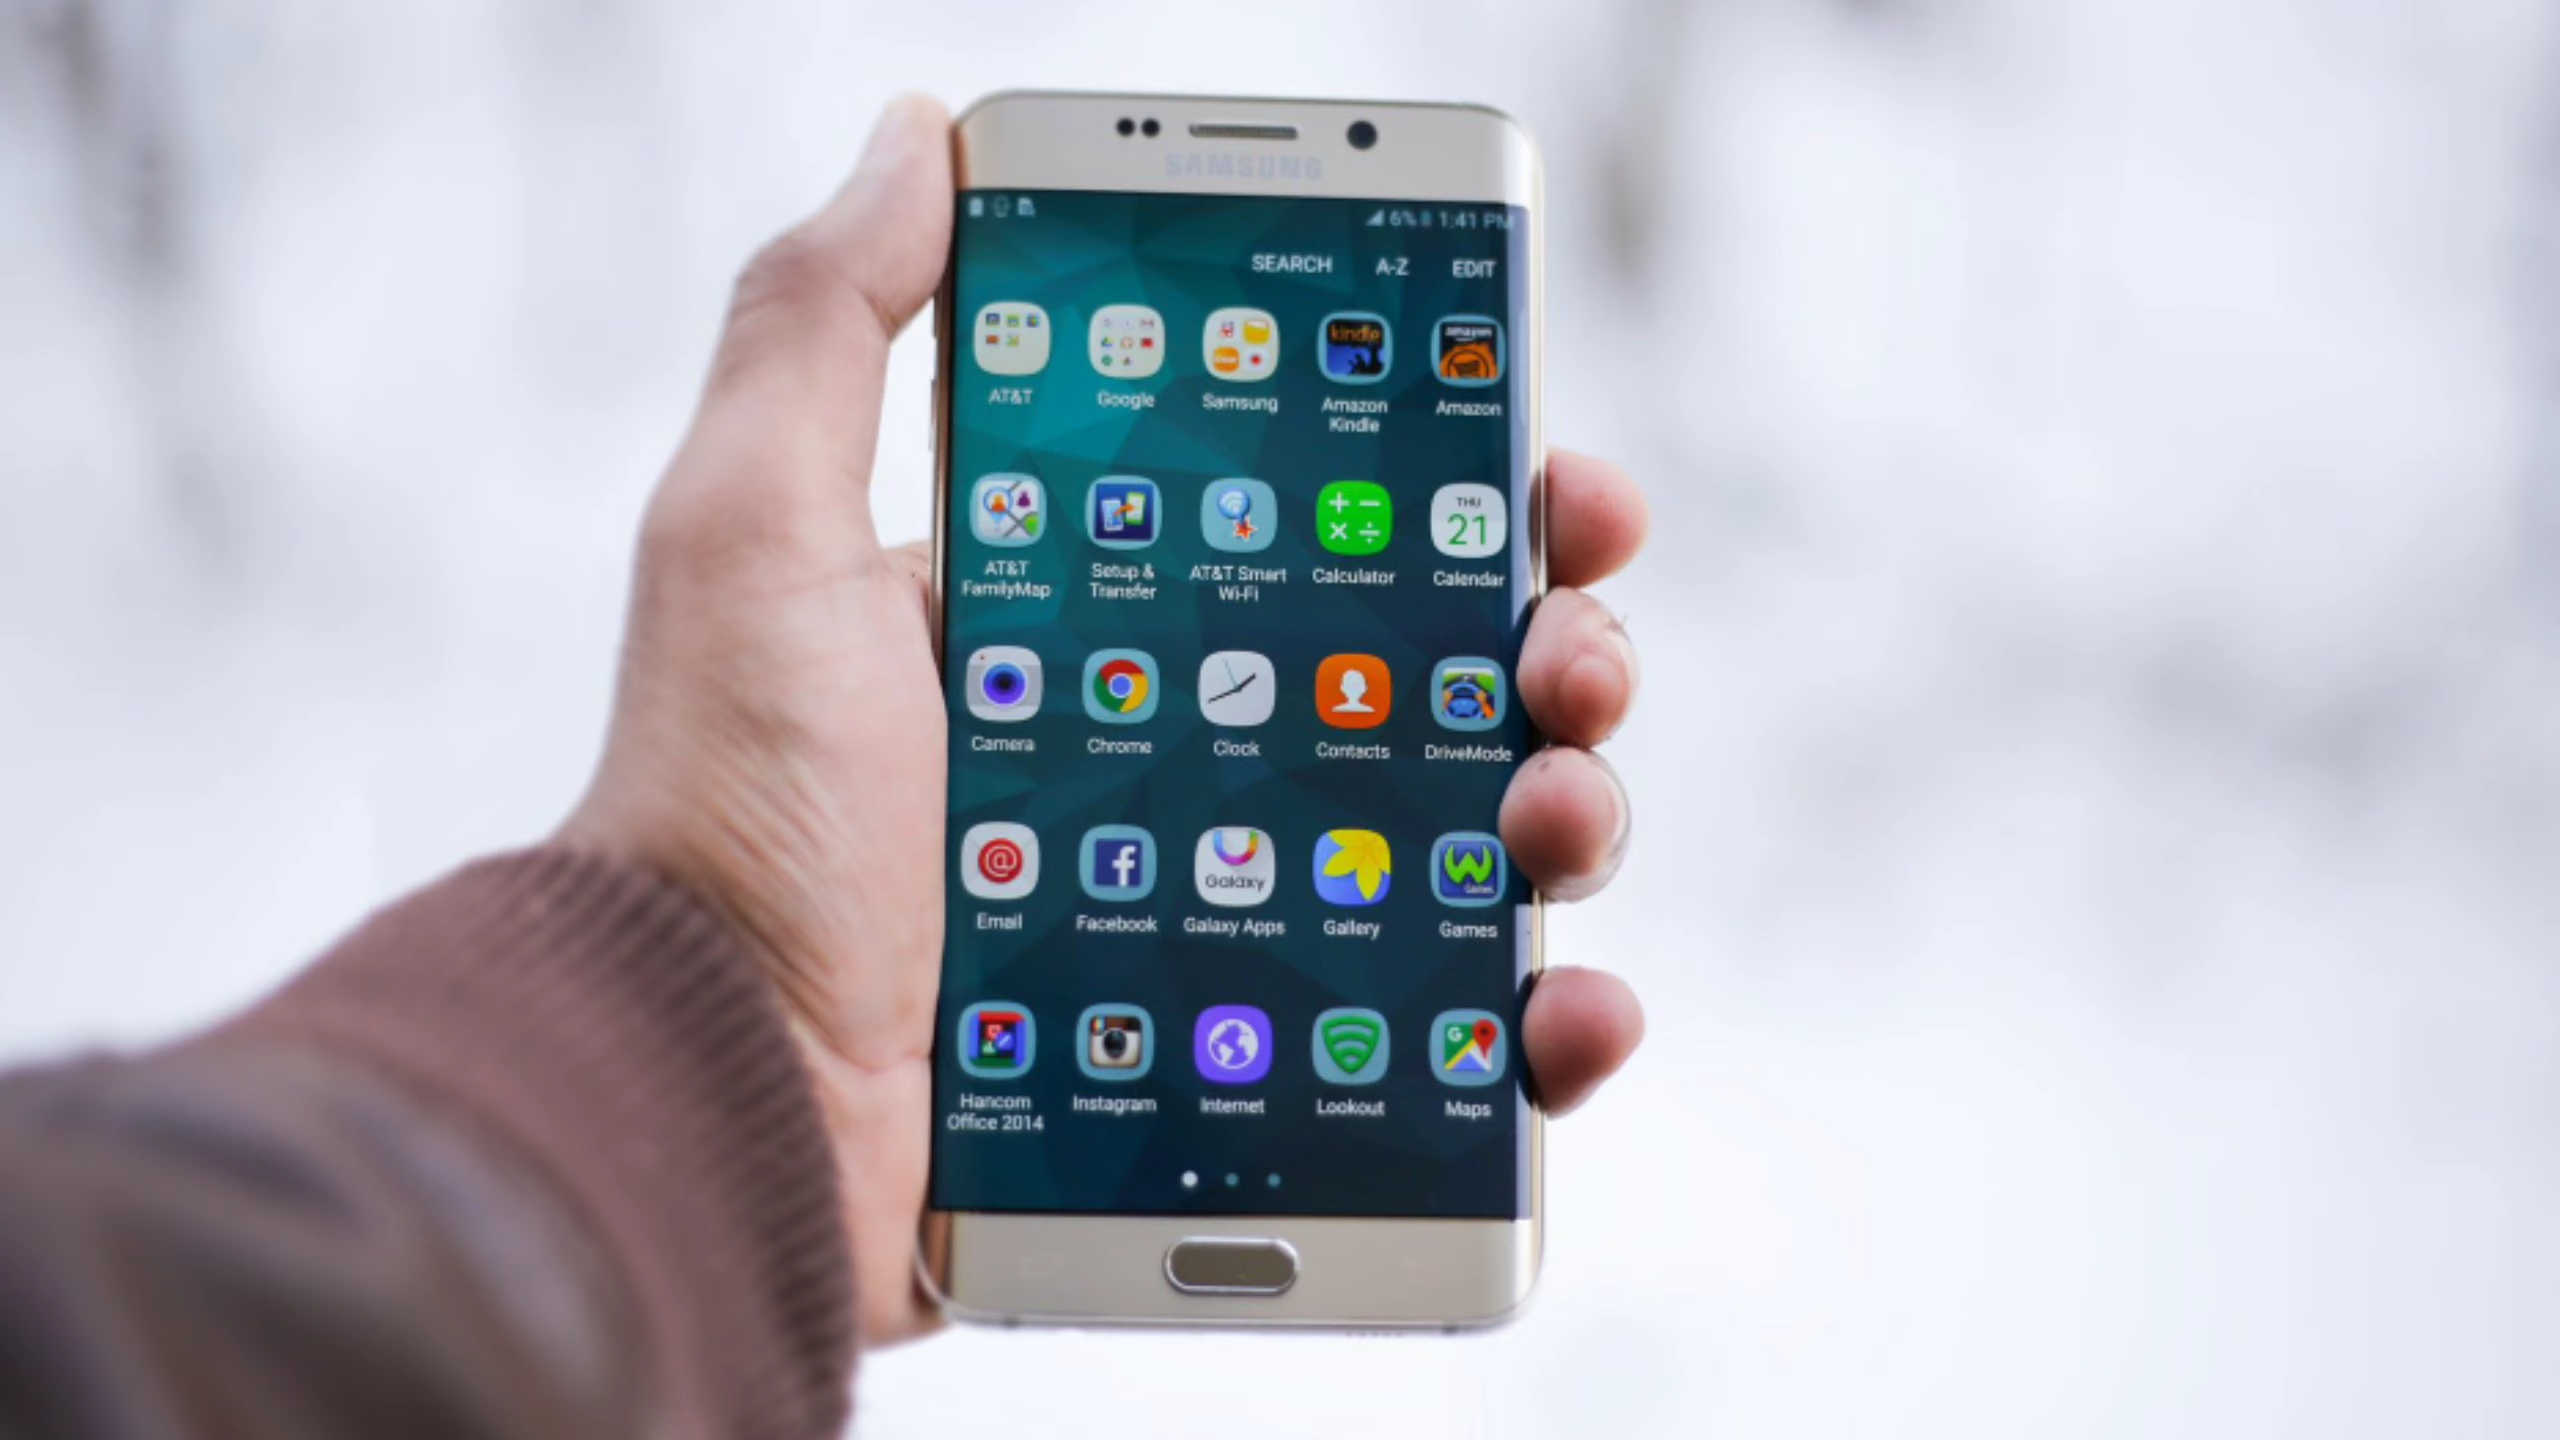 SAMSUNG
6% 1:41 PM
SEARCH A-Z EDIT
kindle amazon
AT&T Google Samsung Amazon Kindle Amazon
THU
21
AT&T FamilyMap Setup & Transfer AT&T Smart Wi-Fi Calculator Calendar
Camera Chrome Clock Contacts DriveMode
Galaxy Games
Email Facebook Galaxy Apps Gallery Games
G
Hancom Office 2014 Instagram Internet Lookout Maps